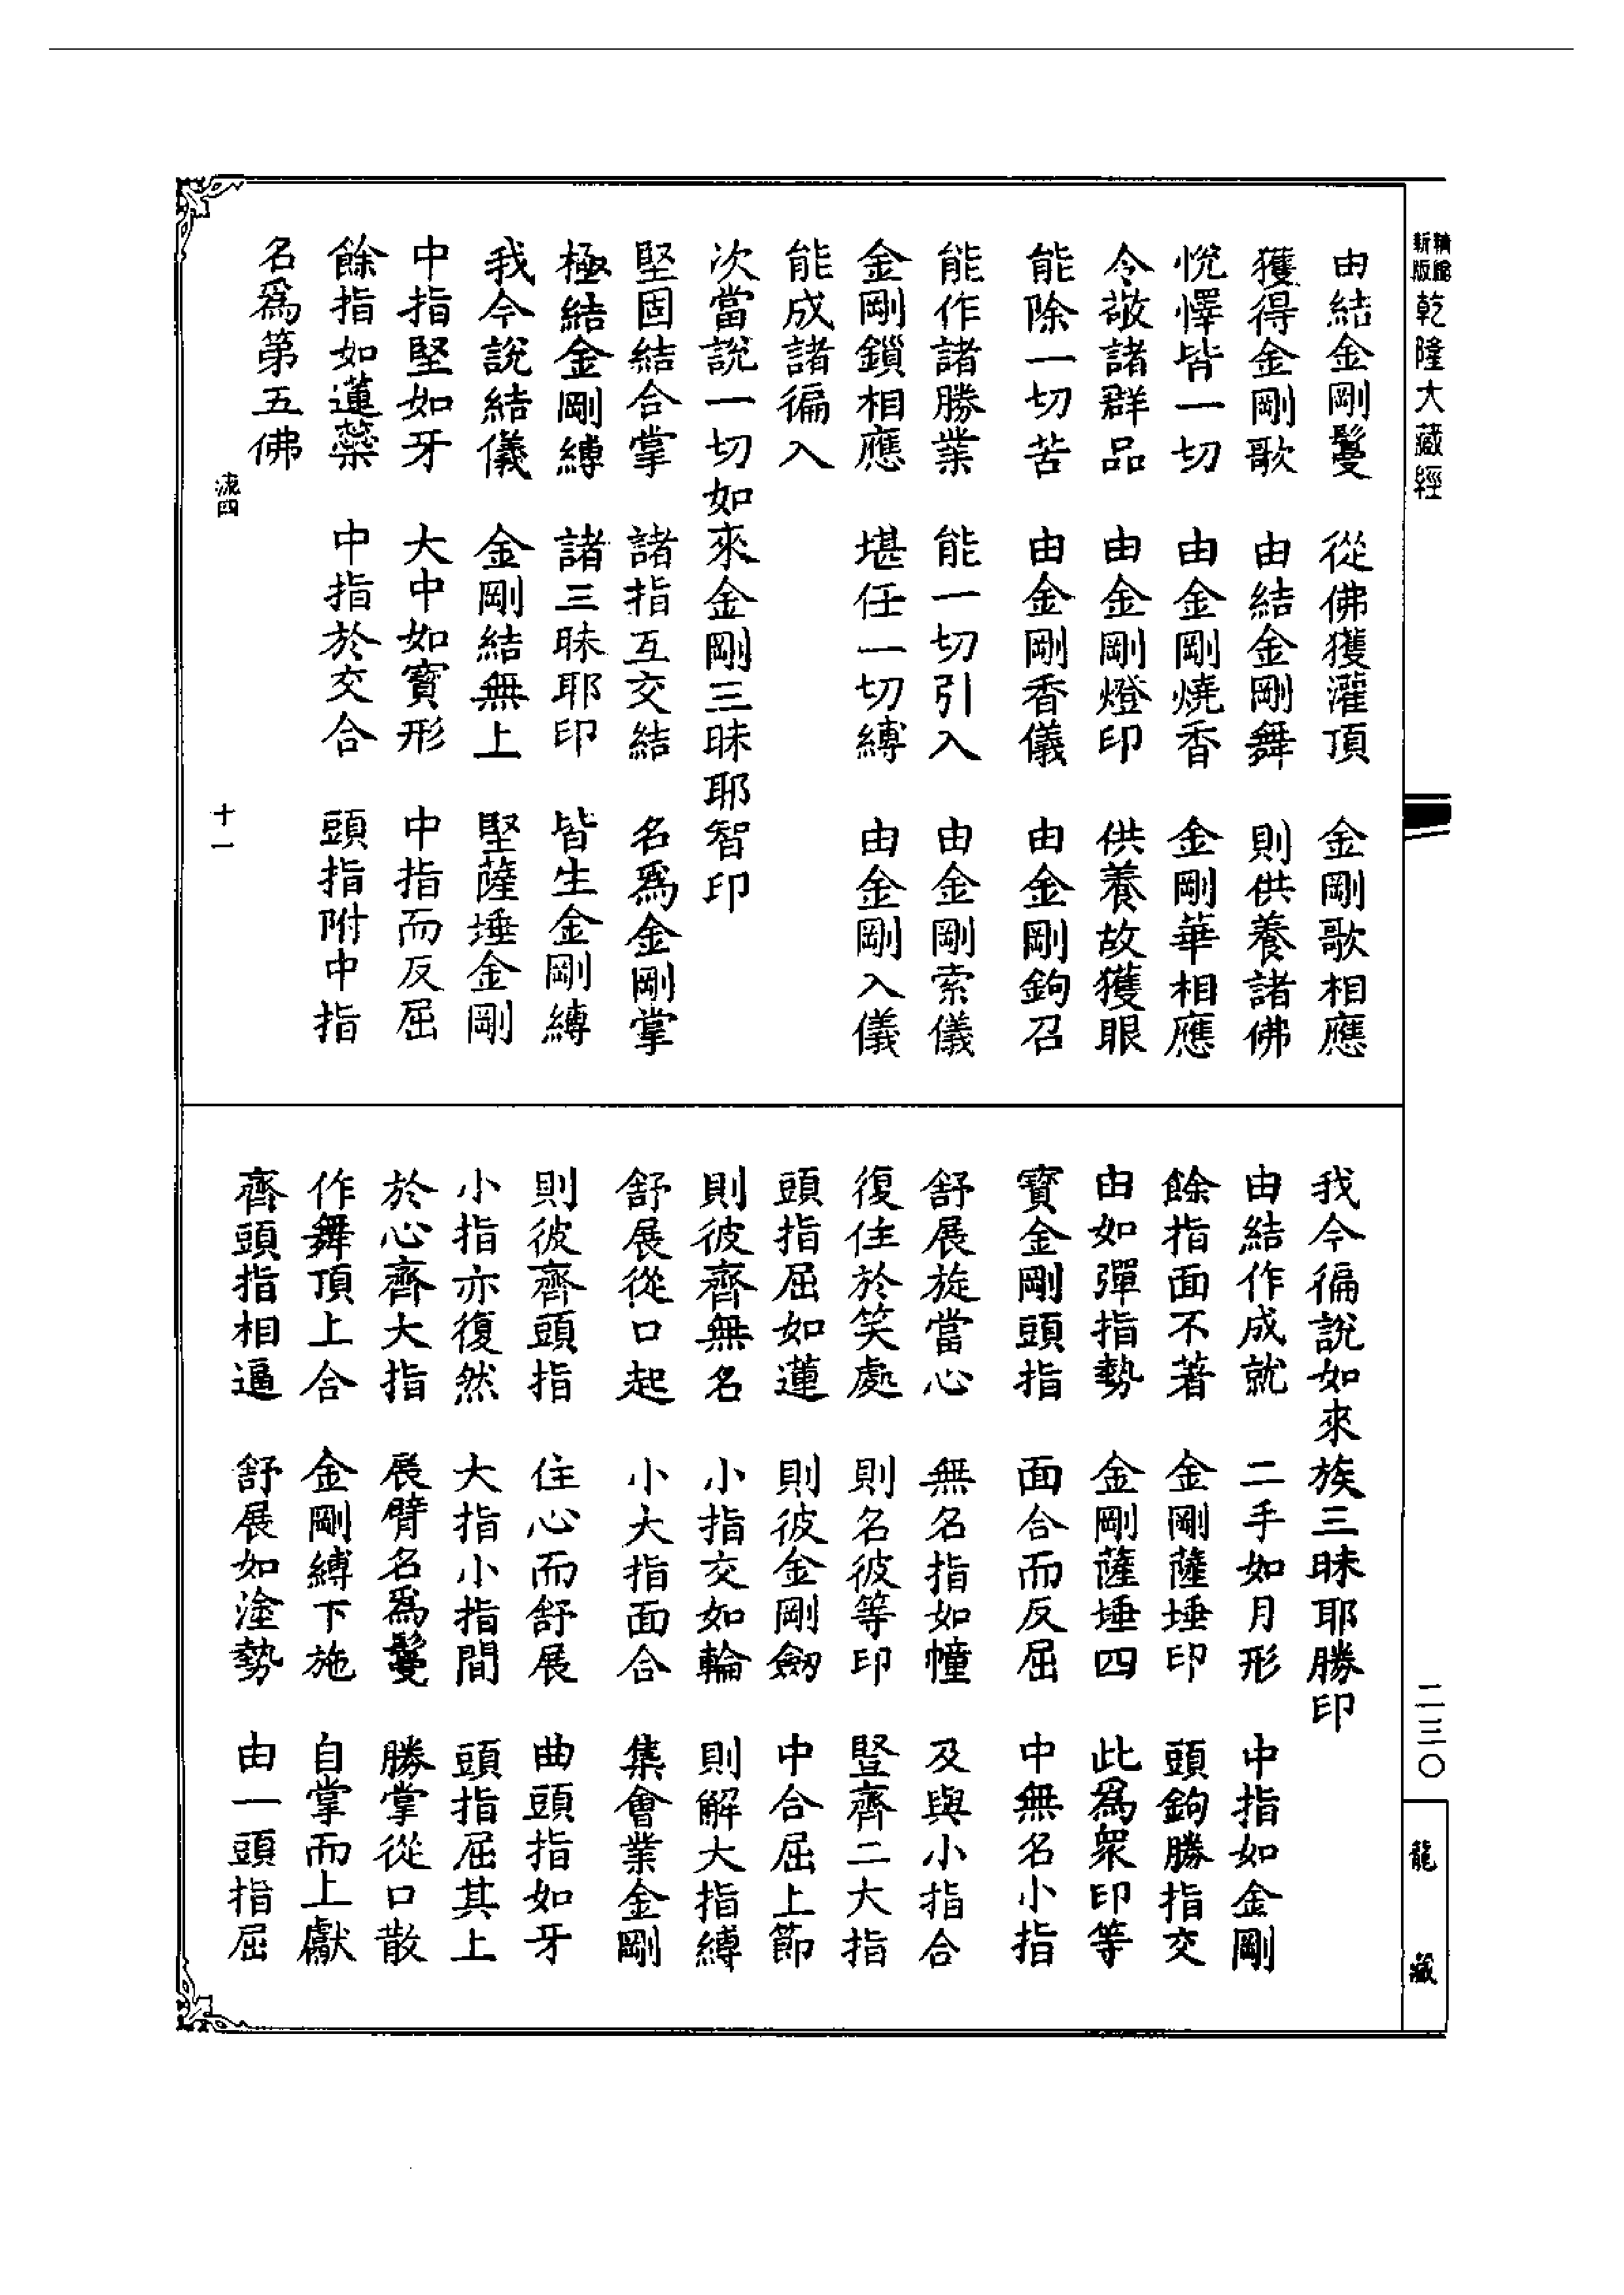 精繕新版乾隆大藏經
由結金剛鬘　從佛獲灌頂　金剛歌相應
獲得金剛歌　由結金剛舞　則供養諸佛
悅懌皆一切　由金剛燒香　金剛華相應
令敬諸群品　由金剛燈印　供養故獲眼
能除一切苦　由金剛香儀　由金剛鉤召
能作諸勝業　能一切引入　由金剛索儀
金剛鎖相應　堪任一切縛　由金剛入儀
能成諸徧入
次當說一切如來金剛三昧耶智印
堅固結合掌　諸指互交結　名爲金剛掌
極結金剛縛　諸三昧耶印　皆生金剛縛
我今說結儀　金剛結無上　堅薩埵金剛
中指堅如牙　大中如寶形　中指而反屈
餘指如蓮葉　中指於交合　頭指附中指
名爲第五佛
十一
我今徧說如來族三昧耶勝印
由結作成就　二手如月形　中指如金剛
餘指面不著　金剛薩埵印　頭鉤勝指交
由如彈指勢　金剛薩埵四　此爲衆印等
寶金剛頭指　面合而反屈　中無名小指
舒展旋當心　無名指如幢　及與小指合
復住於笑處　則名彼等印　暨齊二大指
頭指屈如蓮　則彼金剛劒　中合屈上節
則彼齊無名　小指交如輪　則解大指縛
舒展從口起　小大指面合　集會業金剛
則彼齊頭指　住心而舒展　曲頭指如牙
小指亦復然　大指小指間　頭指屈其上
於心齊大指　展臂名爲鬘　勝掌從口散
作舞頂上合　金剛縛下施　自掌而上獻
齊頭指相逼　舒展如塗勢　由一頭指屈
二三〇
龍藏